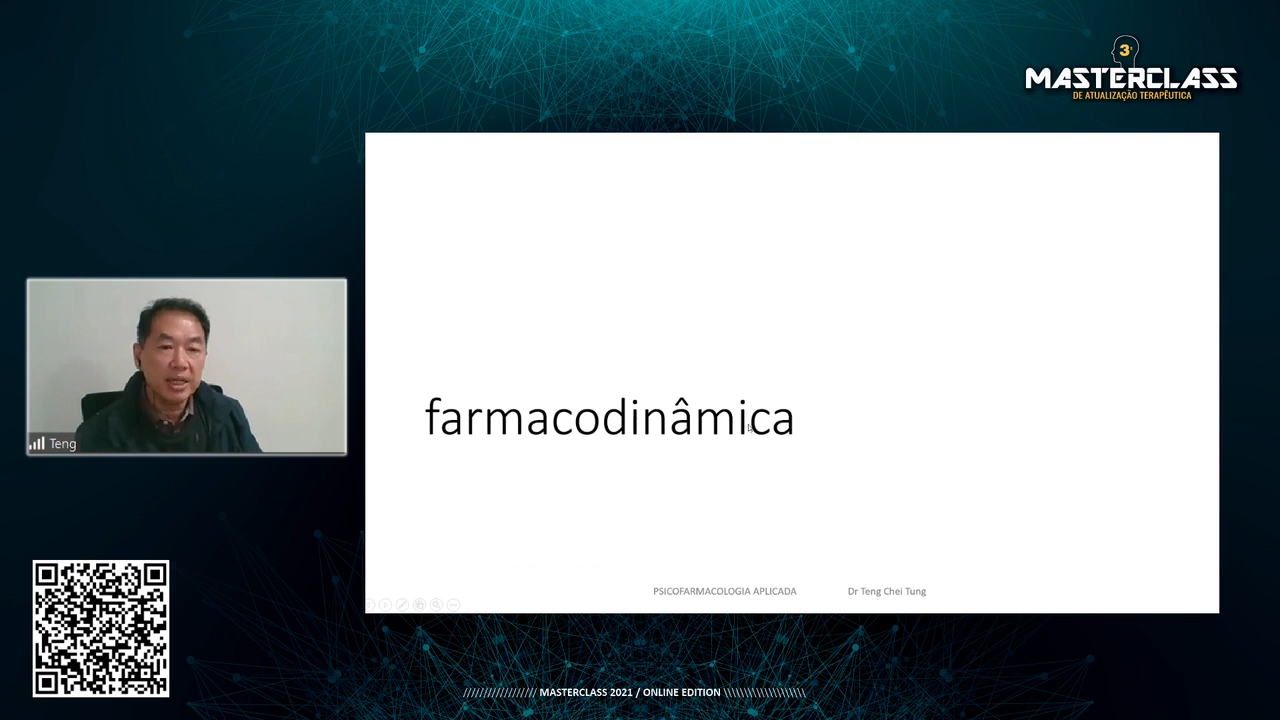 3ª
MASTERCLASS
DE ATUALIZAÇÃO TERAPÊUTICA
farmacodinâmica
Teng
PSICOFARMACOLOGIA APLICADA Dr Teng Chei Tung
/////////////////// MASTERCLASS 2021 / ONLINE EDITION \\\\\\\\\\\\\\\\\\\